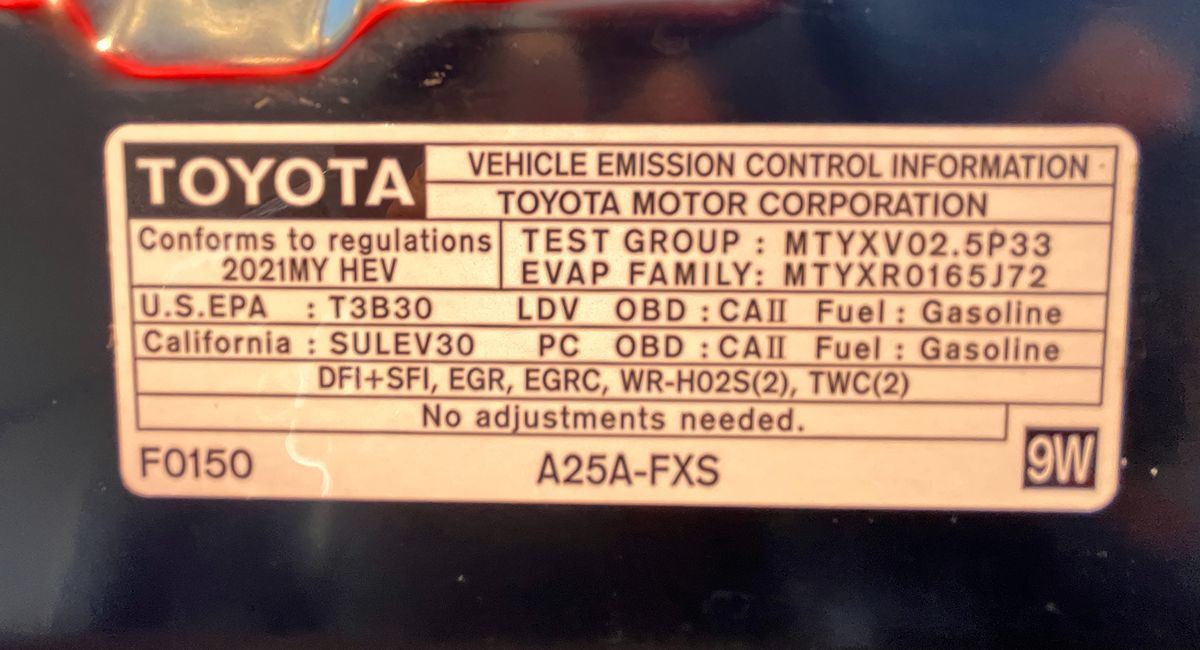 TOYOTA
VEHICLE EMISSION CONTROL INFORMATION
TOYOTA MOTOR CORPORATION
Conforms to regulations
2021MY HEV
TEST GROUP : MTYXV02.5P33
EVAP FAMILY: MTYXR0165J72
U.S.EPA : T3B30 LDV OBD : CAII Fuel : Gasoline
California : SULEV30 PC OBD : CAII Fuel : Gasoline
DFI+SFI, EGR, EGRC, WR-HO2S(2), TWC(2)
No adjustments needed.
F0150 A25A-FXS 9W